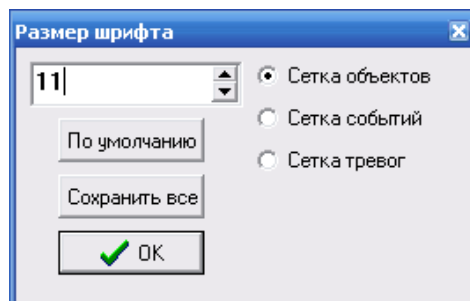 Размер шрифта
11
Сетка объектов
Сетка событий
Сетка тревог
По умолчанию
Сохранить все
OK